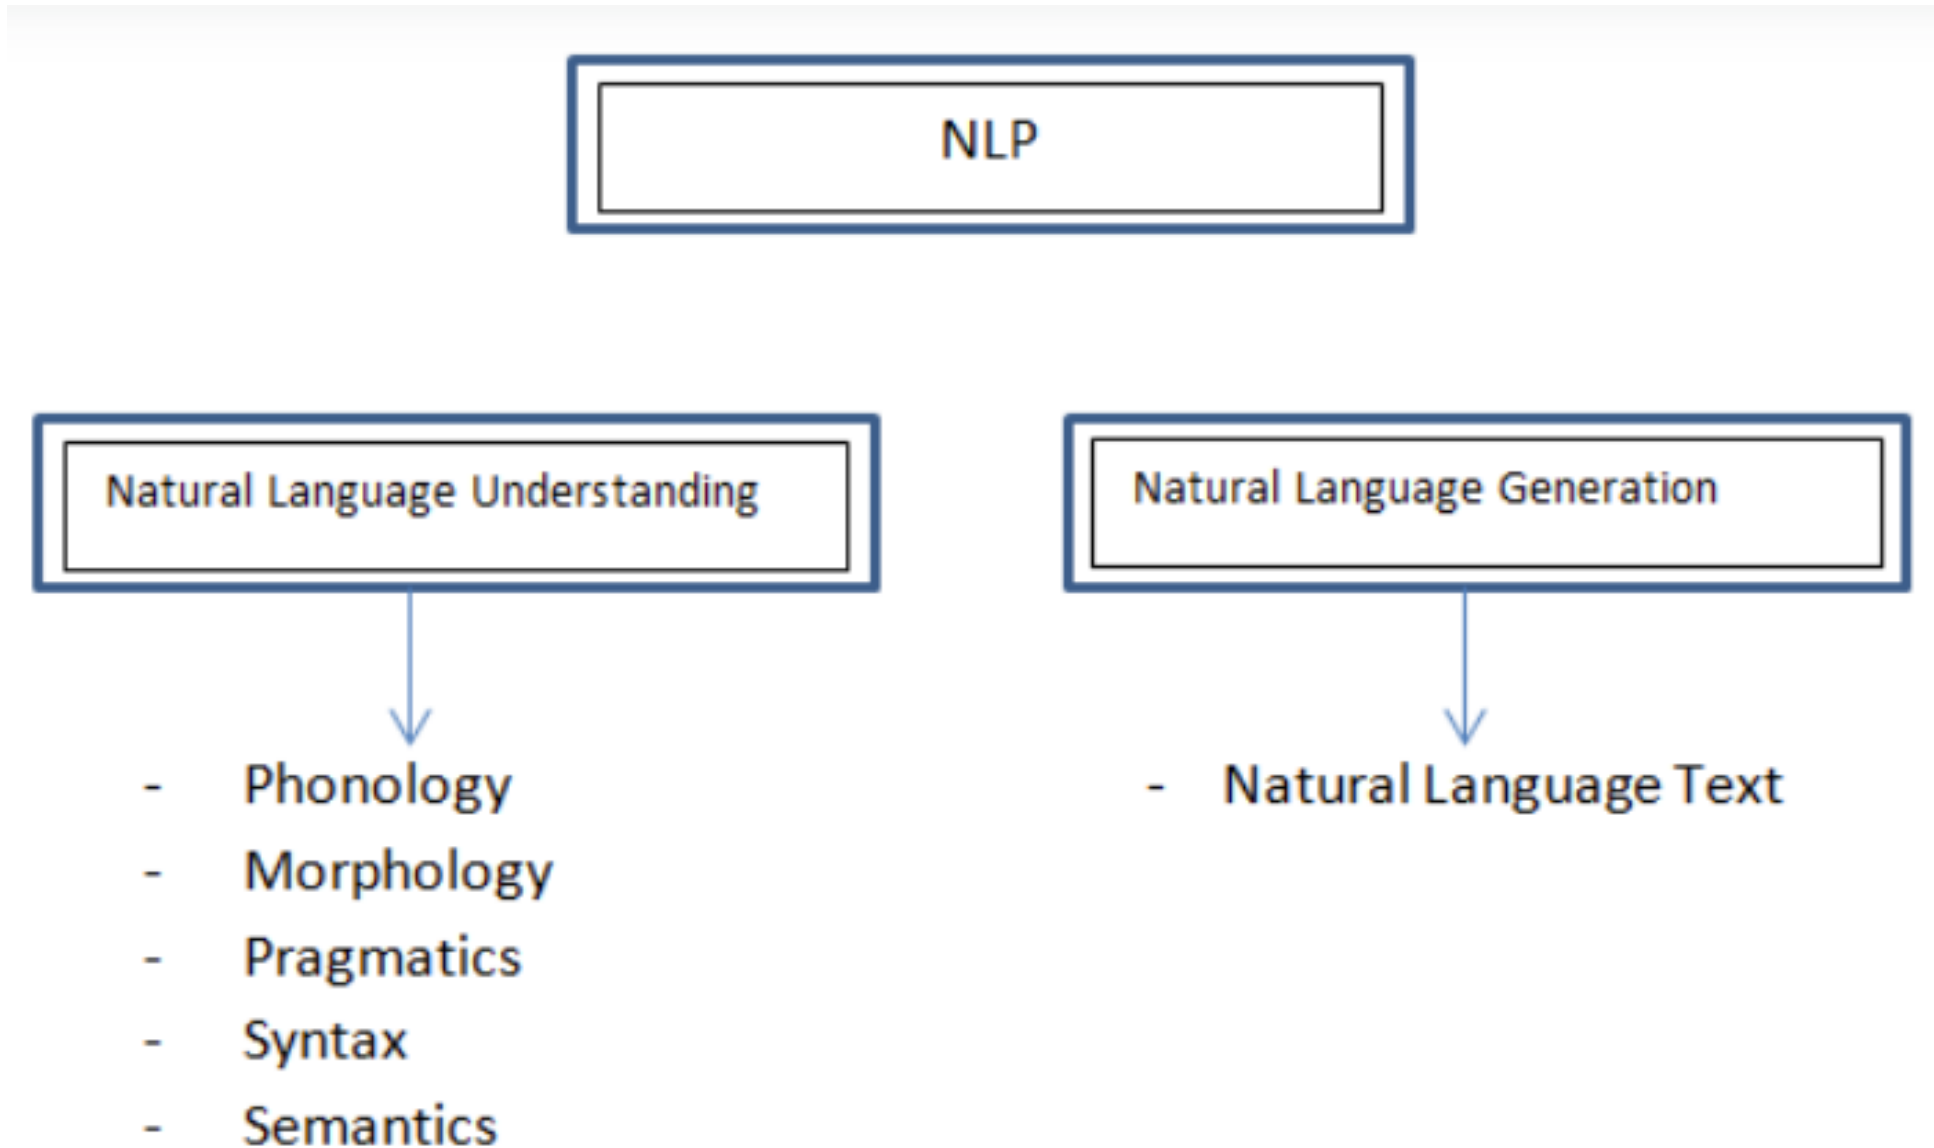 NLP
Natural Language Understanding
Natural Language Generation
- Phonology
- Morphology
- Pragmatics
- Syntax
- Semantics
- Natural Language Text